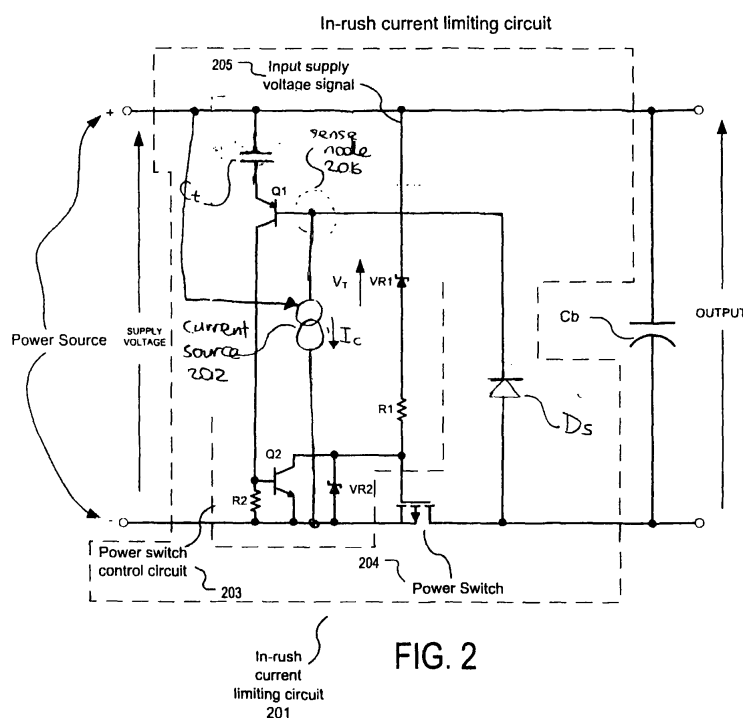 In-rush current limiting circuit
205
Input supply
voltage signal
+
sense
node
206
Ct
Q1
VT
VR1
Power Source
SUPPLY
VOLTAGE
Current
source
202
Ic
Cb
OUTPUT
R1
Ds
Q2
R2
VR2
-
Power switch
control circuit
203
204
Power Switch
In-rush current
limiting circuit
201
FIG. 2